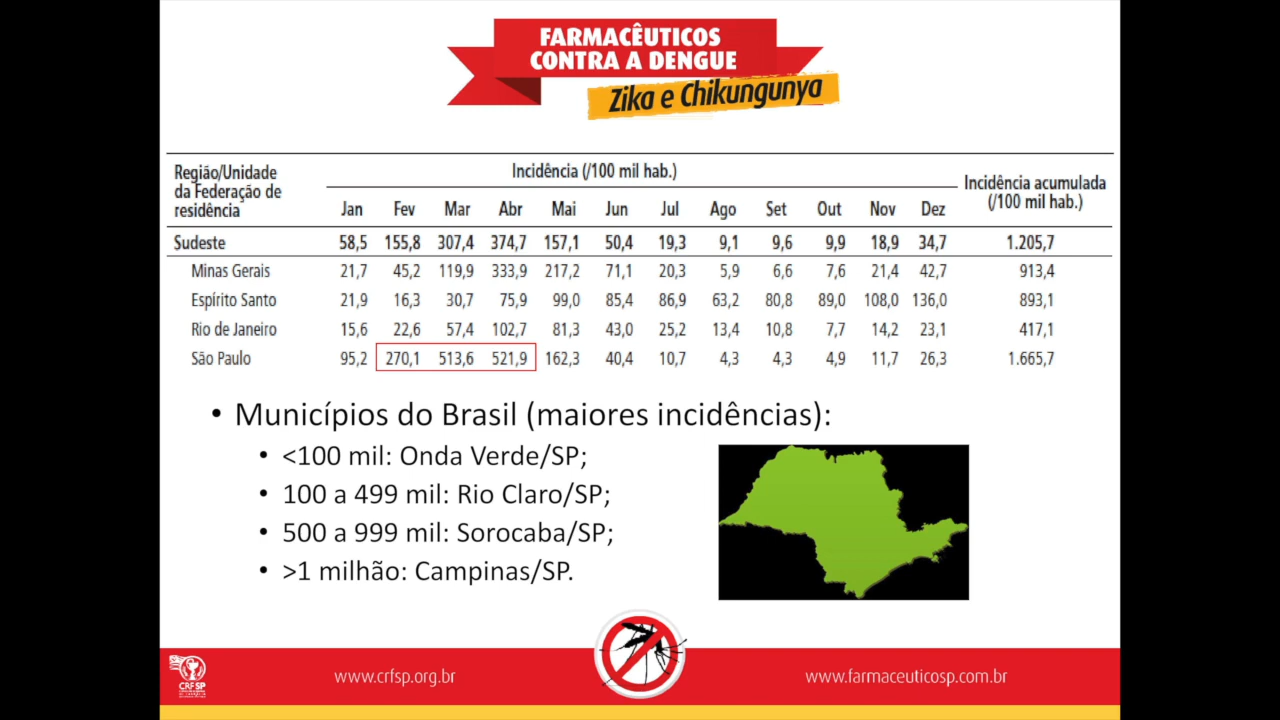 FARMACÊUTICOS
CONTRA A DENGUE
Zika e Chikungunya
Região/Unidade da Federação de residência Incidência (/100 mil hab.) Incidência acumulada (/100 mil hab.)
Jan Fev Mar Abr Mai Jun Jul Ago Set Out Nov Dez
Sudeste 58,5 155,8 307,4 374,7 157,1 50,4 19,3 9,1 9,6 9,9 18,9 34,7 1.205,7
Minas Gerais 21,7 45,2 119,9 333,9 217,2 71,1 20,3 5,9 6,6 7,6 21,4 42,7 913,4
Espírito Santo 21,9 16,3 30,7 75,9 99,0 85,4 86,9 63,2 80,8 89,0 108,0 136,0 893,1
Rio de Janeiro 15,6 22,6 57,4 102,7 81,3 43,0 25,2 13,4 10,8 7,7 14,2 23,1 417,1
São Paulo 95,2 270,1 513,6 521,9 162,3 40,4 10,7 4,3 4,3 4,9 11,7 26,3 1.665,7
• Municípios do Brasil (maiores incidências):
• <100 mil: Onda Verde/SP;
• 100 a 499 mil: Rio Claro/SP;
• 500 a 999 mil: Sorocaba/SP;
• >1 milhão: Campinas/SP.
CRF SP
www.crfsp.org.br
www.farmaceuticosp.com.br